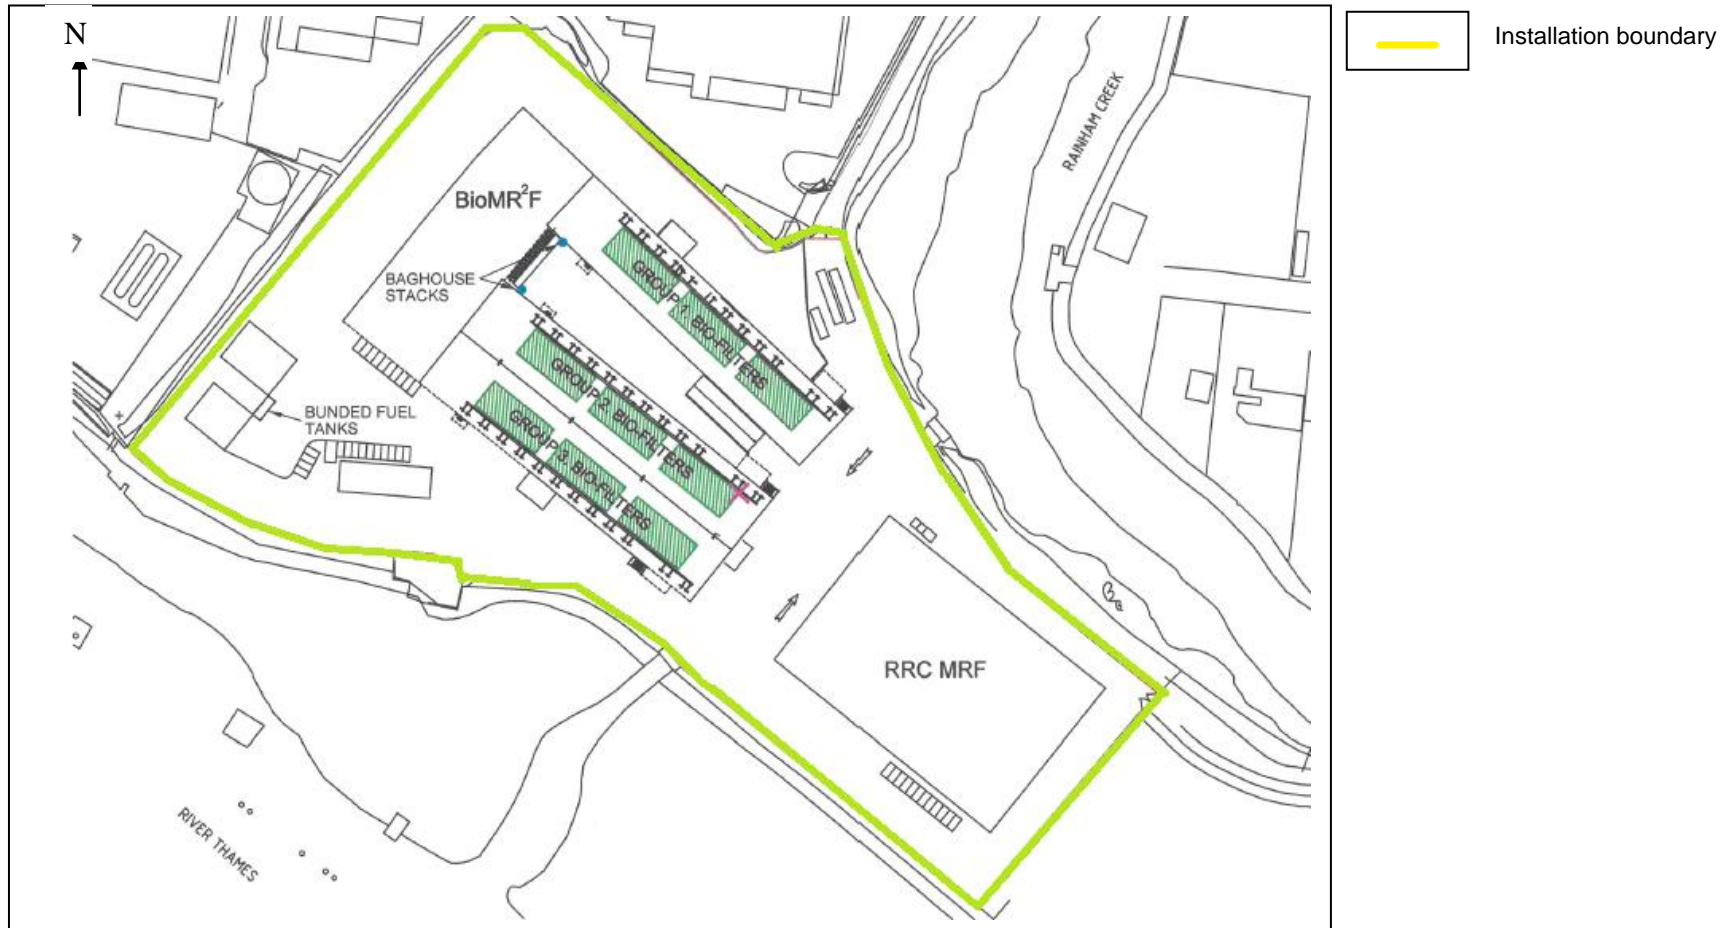 N
Installation boundary
RAINHAM CREEK
BioMR²F
BAGHOUSE
STACKS
GROUP 1. BIO-FILTERS
GROUP 2. BIO-FILTERS
GROUP 3. BIO-FILTERS
BUNDED FUEL
TANKS
RRC MRF
RIVER THAMES